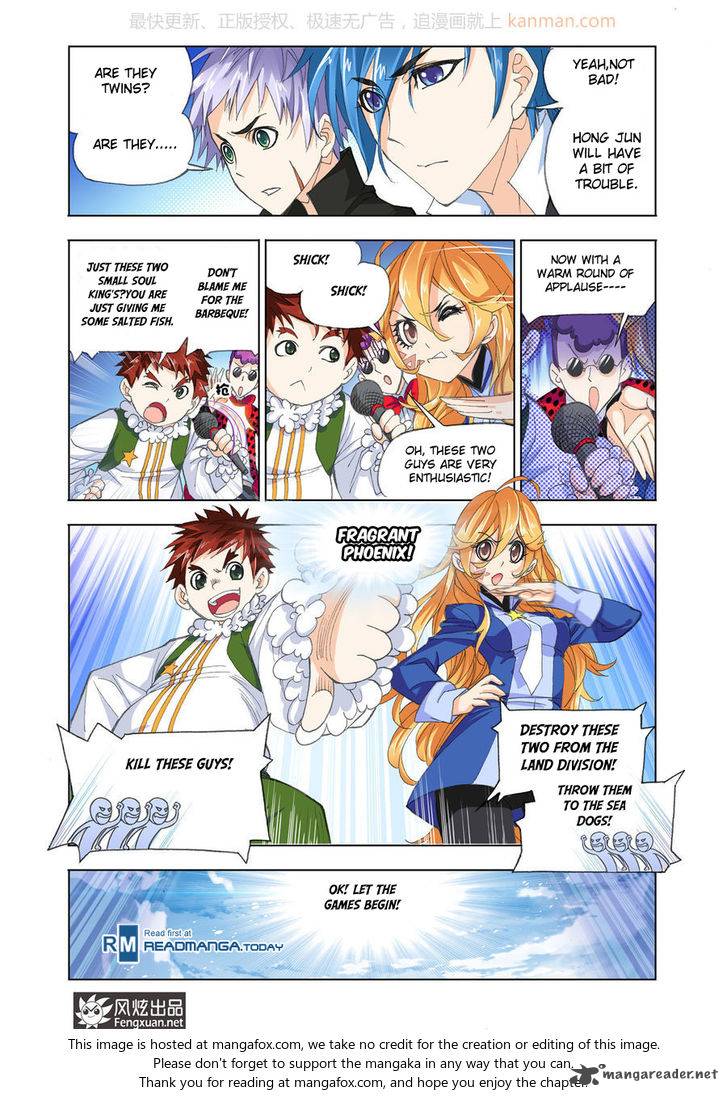 最快更新、正版授权、极速无广告，追漫画就上 kanman.com
ARE THEY
TWINS?
ARE THEY.....
YEAH,NOT
BAD!
HONG JUN
WILL HAVE
A BIT OF
TROUBLE.
JUST THESE TWO
SMALL SOUL
KING'S?YOU ARE
JUST GIVING ME
SOME SALTED FISH.
DON'T
BLAME ME
FOR THE
BARBEQUE!
抢
SHICK!
SHICK!
OH, THESE TWO
GUYS ARE VERY
ENTHUSIASTIC!
NOW WITH A
WARM ROUND OF
APPLAUSE----
FRAGRANT
PHOENIX!
KILL THESE GUYS!
DESTROY THESE
TWO FROM THE
LAND DIVISION!
THROW THEM
TO THE SEA
DOGS!
OK! LET THE
GAMES BEGIN!
RM
Read first at
READMANGA.TODAY
风炫出品
Fengxuan.net
This image is hosted at mangafox.com, we take no credit for the creation or editing of this image.
Please don't forget to support the mangaka in any way that you can.
Thank you for reading at mangafox.com, and hope you enjoy the chapter.
mangareader.net